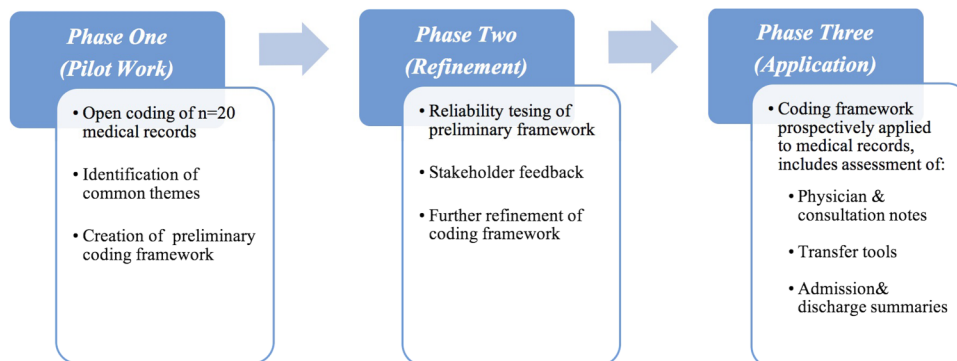 Phase One
(Pilot Work)
• Open coding of n=20
medical records
• Identification of
common themes
• Creation of preliminary
coding framework
Phase Two
(Refinement)
• Reliability tesing of
preliminary framework
• Stakeholder feedback
• Further refinement of
coding framework
Phase Three
(Application)
• Coding framework
prospectively applied
to medical records,
includes assessment of:
• Physician &
consultation notes
• Transfer tools
• Admission&
discharge summaries